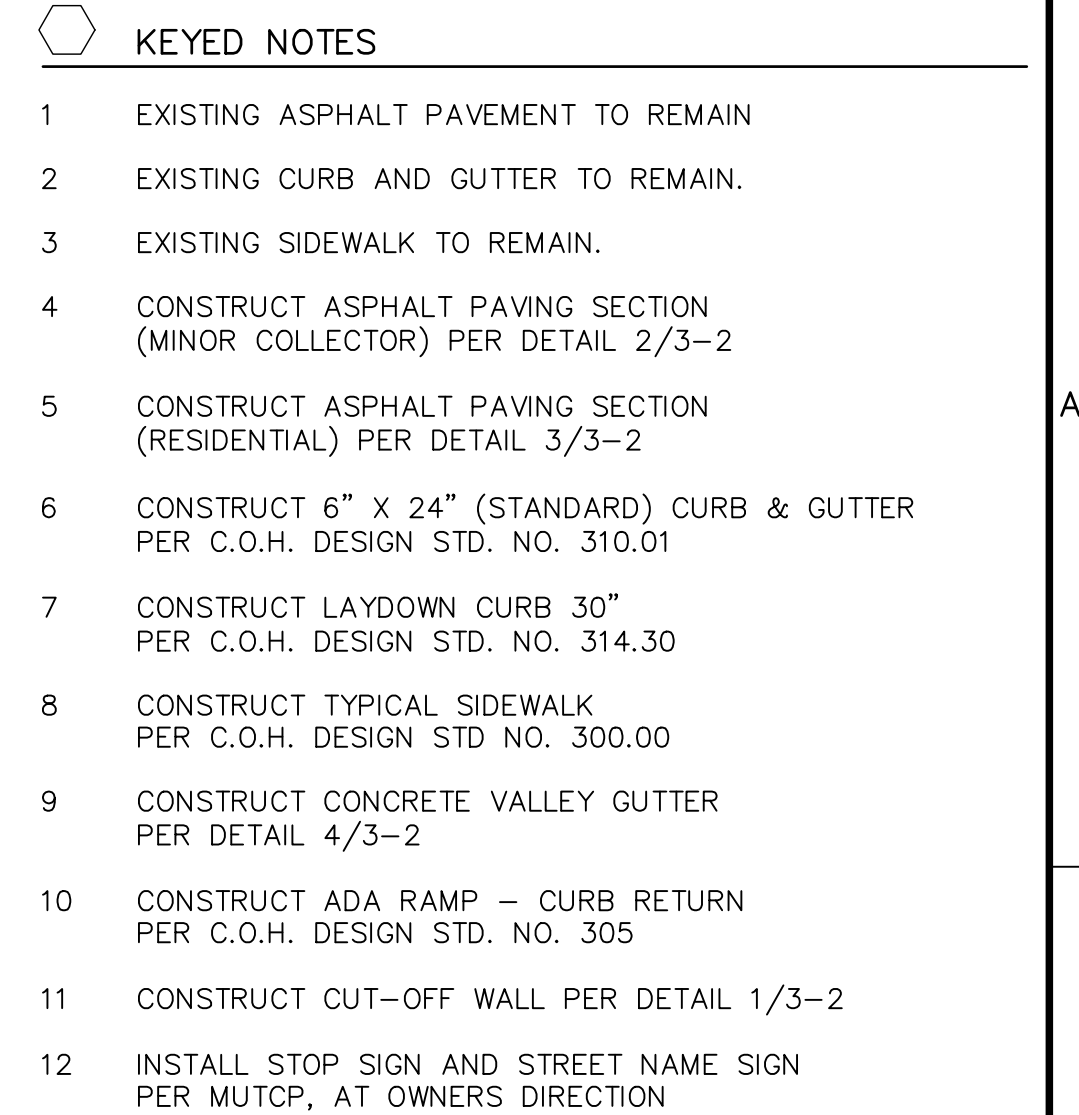 KEYED NOTES
1 EXISTING ASPHALT PAVEMENT TO REMAIN
2 EXISTING CURB AND GUTTER TO REMAIN.
3 EXISTING SIDEWALK TO REMAIN.
4 CONSTRUCT ASPHALT PAVING SECTION
(MINOR COLLECTOR) PER DETAIL 2/3-2
5 CONSTRUCT ASPHALT PAVING SECTION
(RESIDENTIAL) PER DETAIL 3/3-2
6 CONSTRUCT 6" X 24" (STANDARD) CURB & GUTTER
PER C.O.H. DESIGN STD. NO. 310.01
7 CONSTRUCT LAYDOWN CURB 30"
PER C.O.H. DESIGN STD. NO. 314.30
8 CONSTRUCT TYPICAL SIDEWALK
PER C.O.H. DESIGN STD NO. 300.00
9 CONSTRUCT CONCRETE VALLEY GUTTER
PER DETAIL 4/3-2
10 CONSTRUCT ADA RAMP - CURB RETURN
PER C.O.H. DESIGN STD. NO. 305
11 CONSTRUCT CUT-OFF WALL PER DETAIL 1/3-2
12 INSTALL STOP SIGN AND STREET NAME SIGN
PER MUTCP, AT OWNERS DIRECTION
A